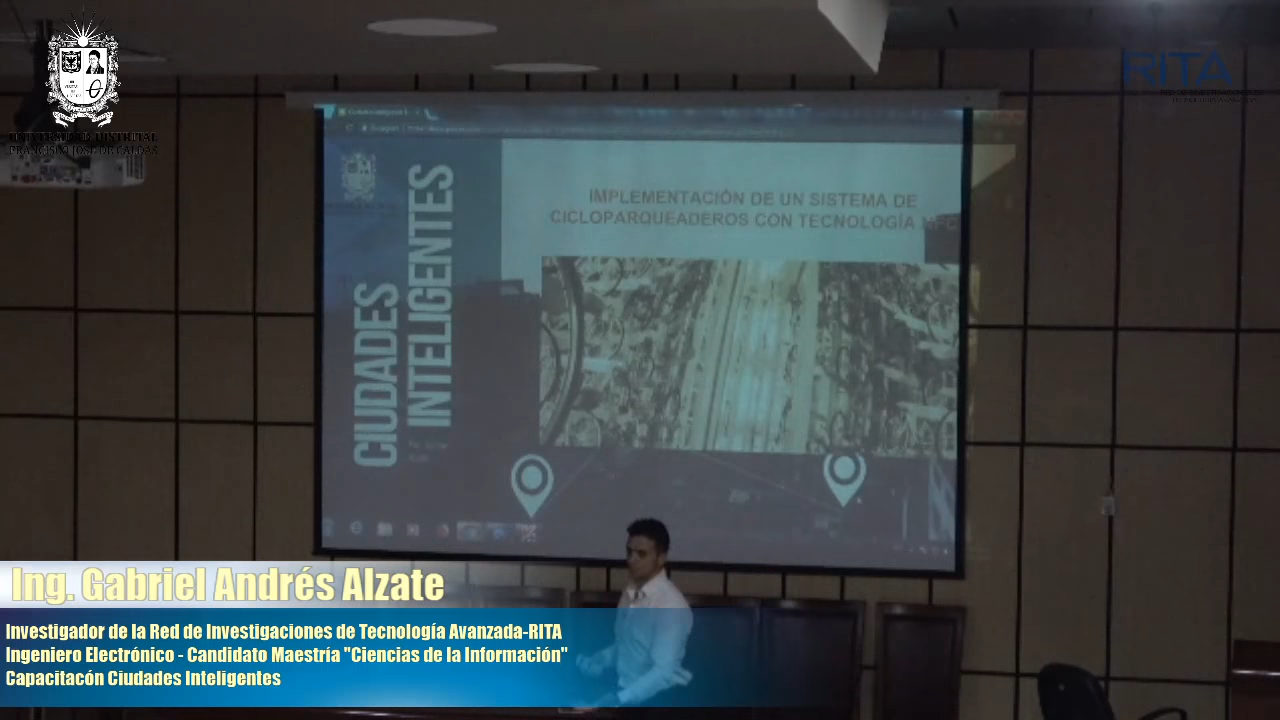 UNIVERSIDAD DISTRITAL
FRANCISCO JOSÉ DE CALDAS
RITA
CIUDADES
INTELIGENTES
IMPLEMENTACIÓN DE UN SISTEMA DE
CICLOPARQUEADEROS CON TECNOLOGÍA NFC
Ing. Gabriel Andrés Alzate
Investigador de la Red de Investigaciones de Tecnología Avanzada-RITA
Ingeniero Electrónico - Candidato Maestría "Ciencias de la Información"
Capacitacón Ciudades Inteligentes